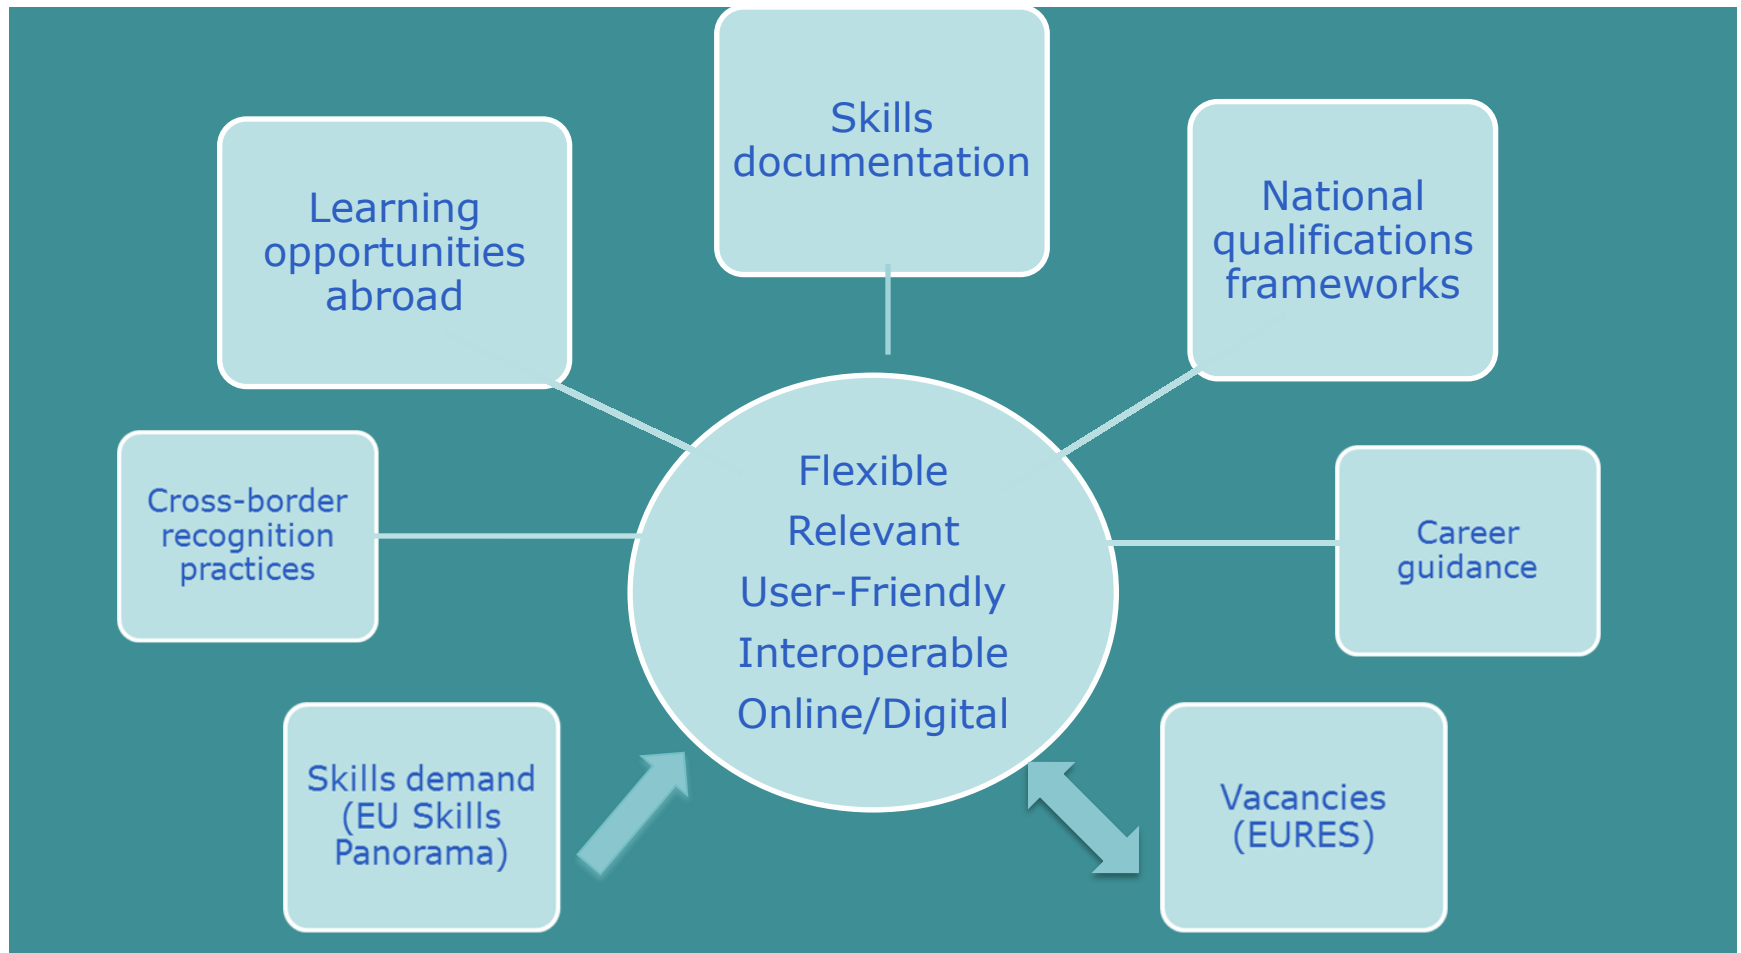 Skills
documentation
Learning
opportunities
abroad
National
qualifications
frameworks
Cross-border
recognition
practices
Flexible
Relevant
User-Friendly
Interoperable
Online/Digital
Career
guidance
Skills demand
(EU Skills
Panorama)
Vacancies
(EURES)